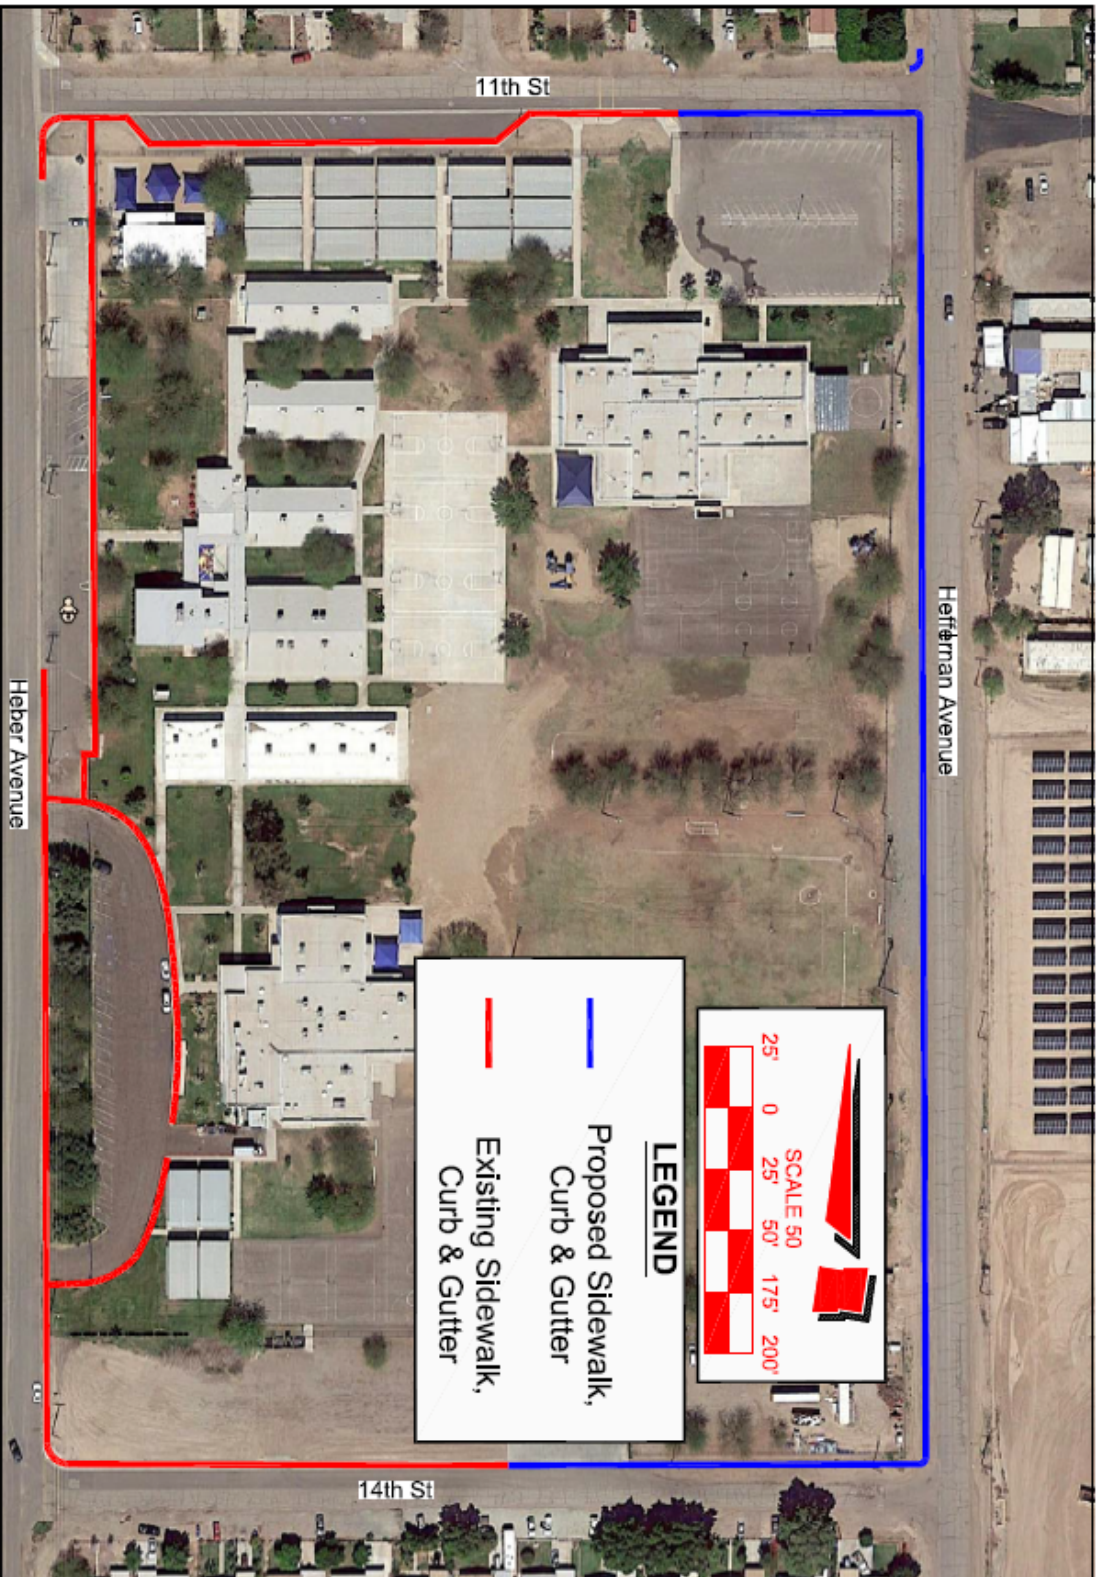 11th St
Heffernan Avenue
Heber Avenue
14th St
SCALE 50
25' 0 25' 50' 175' 200'
LEGEND
Proposed Sidewalk,
Curb & Gutter
Existing Sidewalk,
Curb & Gutter